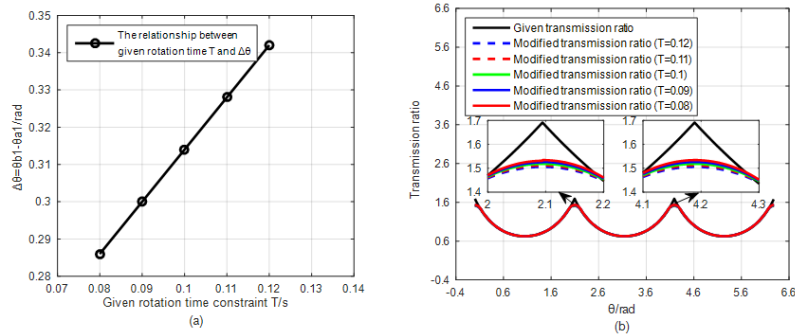 (a)
0.35
0.34
0.33
0.32
0.31
0.3
0.29
0.28
Δθ=θb1-θa1/rad
The relationship between
given rotation time T and Δθ
0.07 0.08 0.09 0.1 0.11 0.12 0.13 0.14
Given rotation time constraint T/s
(a)
(b)
6.6
5.6
4.6
3.6
2.6
1.6
0.6
-0.4
Transmission ratio
Given transmission ratio
Modified transmission ratio (T=0.12)
Modified transmission ratio (T=0.11)
Modified transmission ratio (T=0.1)
Modified transmission ratio (T=0.09)
Modified transmission ratio (T=0.08)
1.7
1.6
1.5
1.4
2 2.1 2.2
1.7
1.6
1.5
1.4
4.1 4.2 4.3
-0.4 0.6 1.6 2.6 3.6 4.6 5.6 6.6
θ/rad
(b)